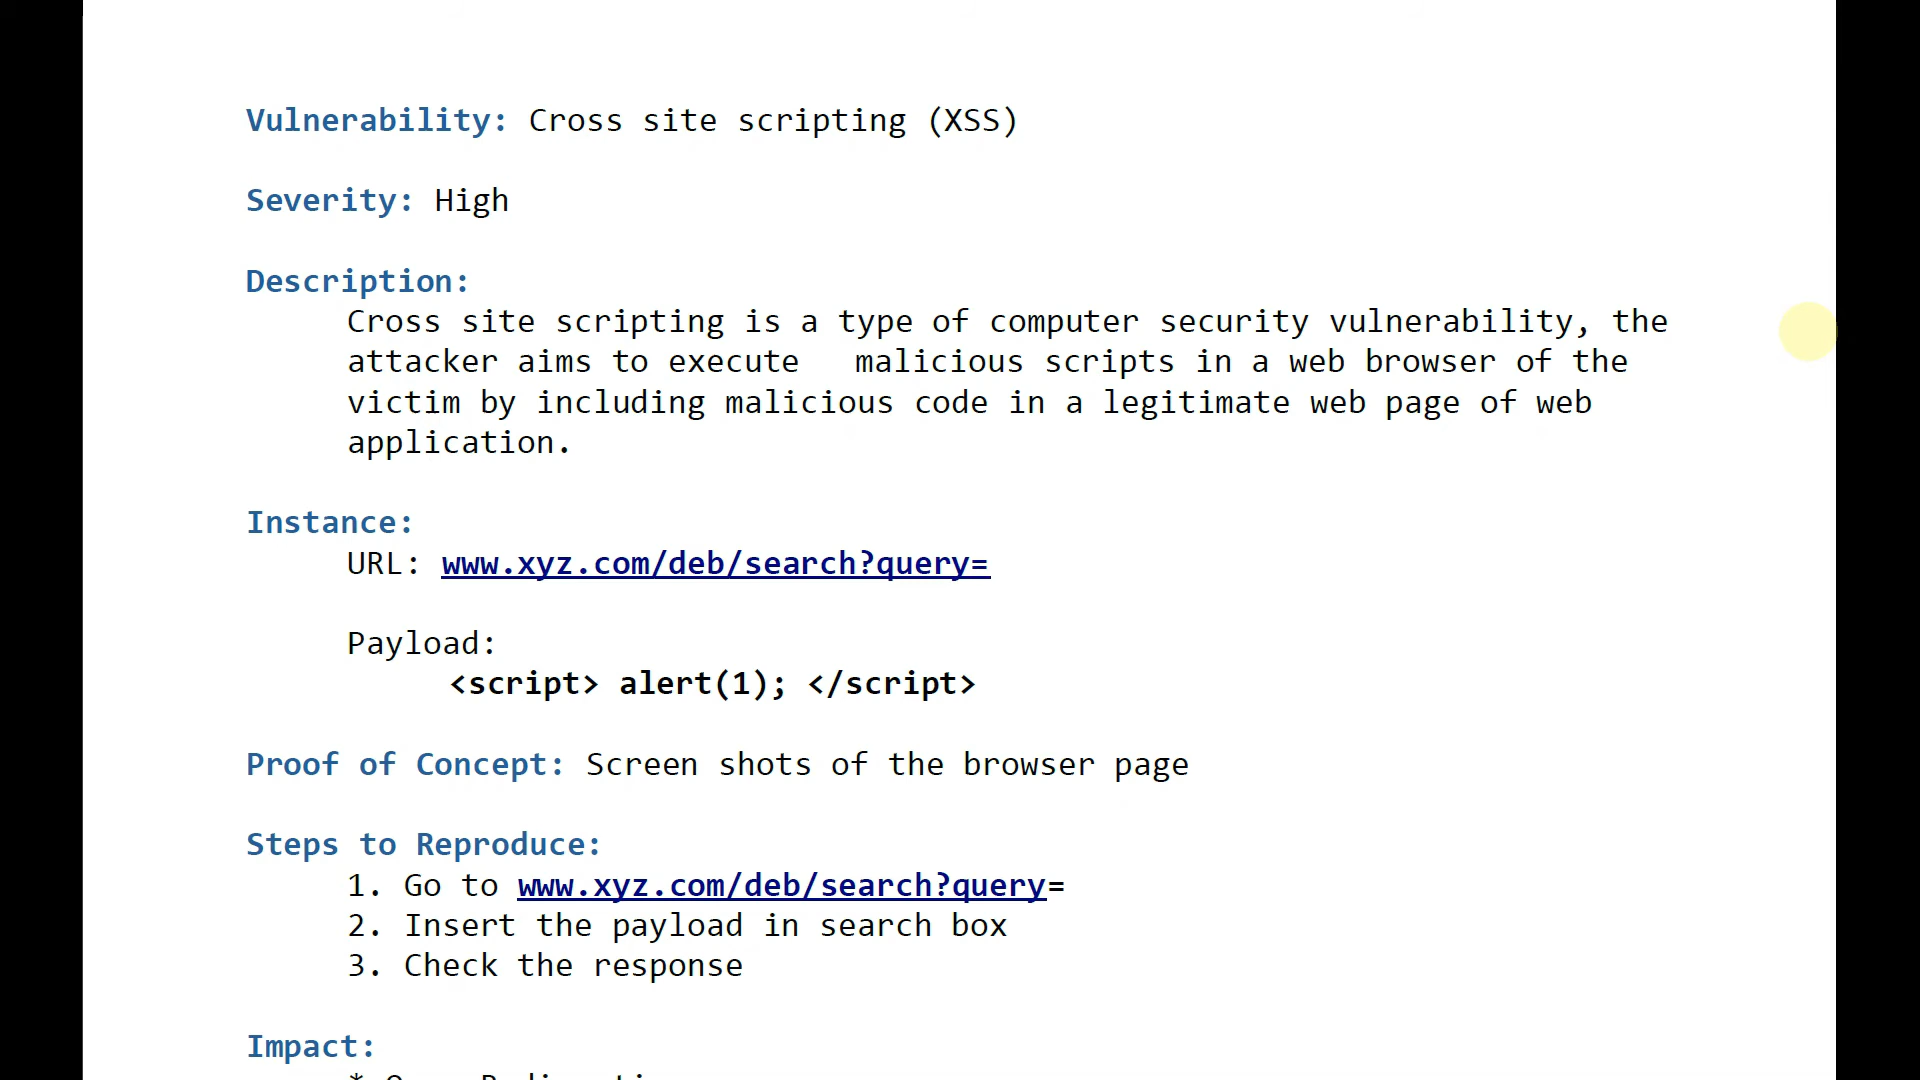 Vulnerability: Cross site scripting (XSS)
Severity: High
Description:
Cross site scripting is a type of computer security vulnerability, the
attacker aims to execute   malicious scripts in a web browser of the
victim by including malicious code in a legitimate web page of web
application.
Instance:
URL: www.xyz.com/deb/search?query=
Payload:
<script> alert(1); </script>
Proof of Concept: Screen shots of the browser page
Steps to Reproduce:
1. Go to www.xyz.com/deb/search?query=
2. Insert the payload in search box
3. Check the response
Impact: